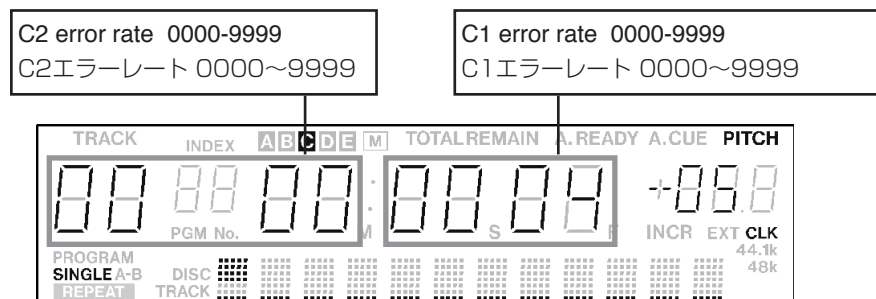 C2 error rate 0000-9999
C2エラーレート 0000～9999
C1 error rate 0000-9999
C1エラーレート 0000～9999
TRACK INDEX A B C D E M TOTAL REMAIN A.READY A.CUE PITCH
00 00 : 00 04 -05
PGM No. M S F INCR EXT CLK
44.1k
48k
PROGRAM
SINGLE A-B
REPEAT
DISC
TRACK